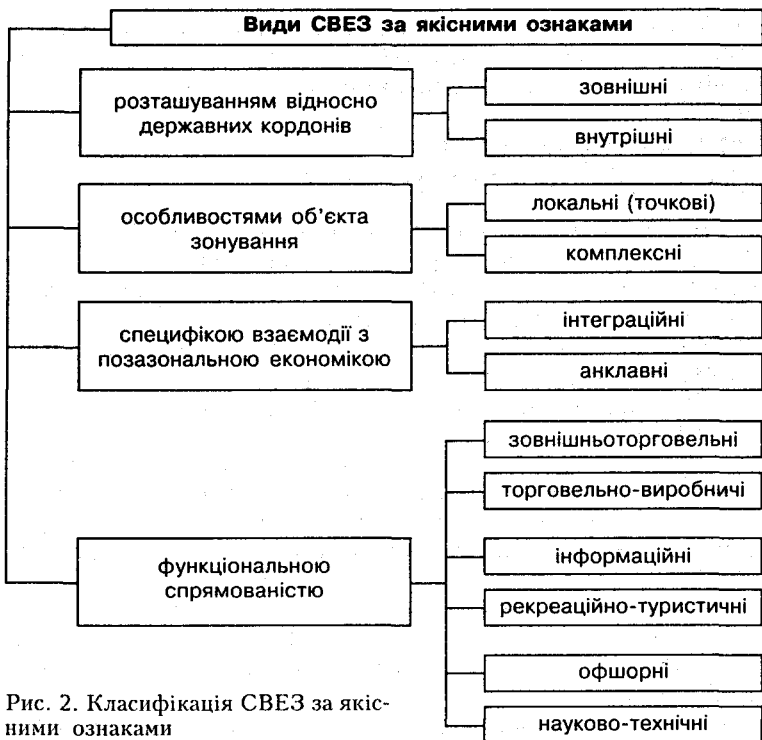 Види СВЕЗ за якісними ознаками
розташуванням відносно
державних кордонів
зовнішні
внутрішні
особливостями об’єкта
зонування
локальні (точкові)
комплексні
специфікою взаємодії з
позазональною економікою
інтеграційні
анклавні
функціональною
спрямованістю
зовнішньоторговельні
торговельно-виробничі
інформаційні
рекреаційно-туристичні
офшорні
науково-технічні
Рис. 2. Класифікація СВЕЗ за якіс-
ними ознаками